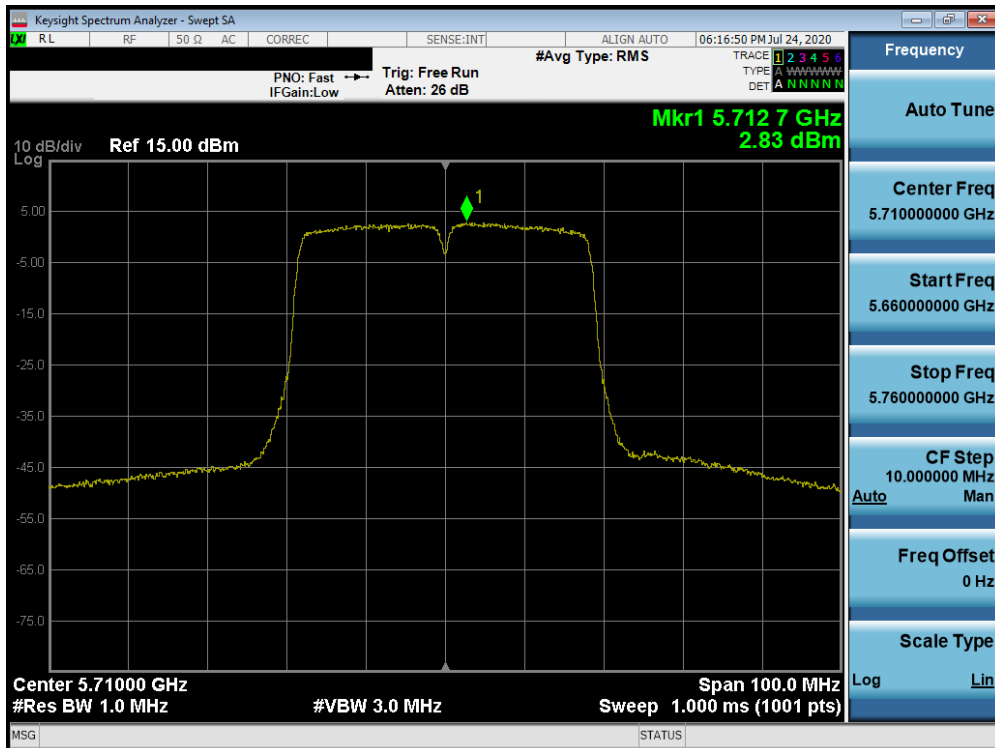 Keysight Spectrum Analyzer - Swept SA
LXI RL RF 50 Ω AC CORREC SENSE:INT ALIGN AUTO 06:16:50 PM Jul 24, 2020
#Avg Type: RMS TRACE 1 2 3 4 5 6
PNO: Fast Trig: Free Run TYPE A WWWWWW
IFGain:Low Atten: 26 dB DET A N N N N N
Mkr1 5.712 7 GHz
2.83 dBm
10 dB/div Ref 15.00 dBm
Log
1
5.00
-5.00
-15.0
-25.0
-35.0
-45.0
-55.0
-65.0
-75.0
Center 5.71000 GHz Span 100.0 MHz
#Res BW 1.0 MHz #VBW 3.0 MHz Sweep 1.000 ms (1001 pts)
MSG STATUS
Frequency
Auto Tune
Center Freq
5.710000000 GHz
Start Freq
5.660000000 GHz
Stop Freq
5.760000000 GHz
CF Step
10.000000 MHz
Auto Man
Freq Offset
0 Hz
Scale Type
Log Lin